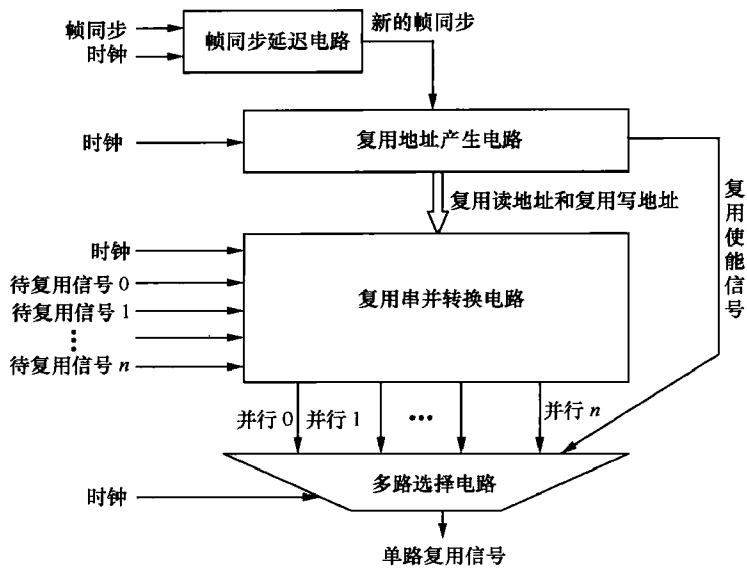 帧同步
时钟
帧同步延迟电路
新的帧同步
时钟
复用地址产生电路
复用读地址和复用写地址
复用使能信号
时钟
待复用信号 0
待复用信号 1
待复用信号 n
复用串并转换电路
并行 0
并行 1
•••
并行 n
时钟
多路选择电路
单路复用信号